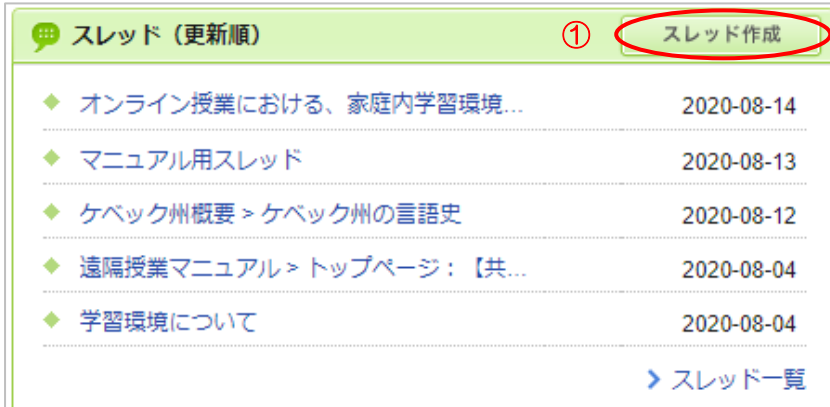 スレッド（更新順） ① スレッド作成
オンライン授業における、家庭内学習環境... 2020-08-14
マニュアル用スレッド 2020-08-13
ケベック州概要 > ケベック州の言語史 2020-08-12
遠隔授業マニュアル > トップページ：【共... 2020-08-04
学習環境について 2020-08-04
スレッド一覧